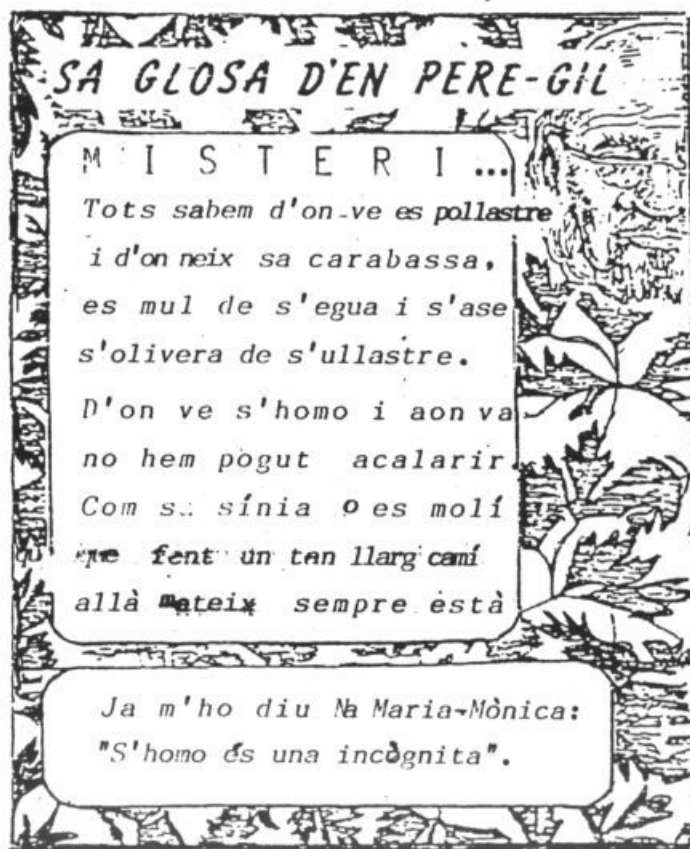 SA GLOSA D'EN PERE-GIL
MISTERI...
Tots sabem d'on ve es pollastre
i d'on neix sa carabassa,
es mul de s'egua i s'ase
s'olivera de s'ullastre.
D'on ve s'homo i aon va
no hem pogut acalarir.
Com sa sínia o es molí
que fent un tan llarg camí
allà mateix sempre està
Ja m'ho diu Na Maria-Mònica:
"S'homo és una incògnita".